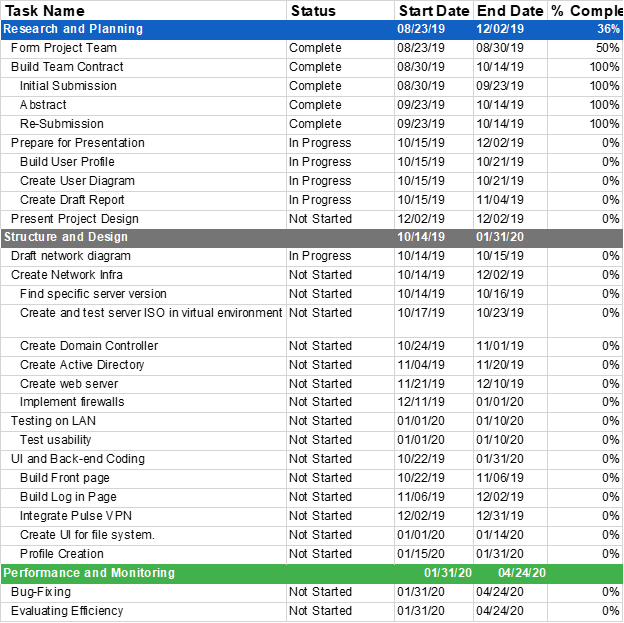 Task Name Status Start Date End Date % Comple
Research and Planning 08/23/19 12/02/19 36%
Form Project Team Complete 08/23/19 08/30/19 50%
Build Team Contract Complete 08/30/19 10/14/19 100%
Initial Submission Complete 08/30/19 09/23/19 100%
Abstract Complete 09/23/19 10/14/19 100%
Re-Submission Complete 09/23/19 10/14/19 100%
Prepare for Presentation In Progress 10/15/19 12/02/19 0%
Build User Profile In Progress 10/15/19 10/21/19 0%
Create User Diagram In Progress 10/15/19 10/21/19 0%
Create Draft Report In Progress 10/15/19 11/04/19 0%
Present Project Design Not Started 12/02/19 12/02/19 0%
Structure and Design 10/14/19 01/31/20
Draft network diagram In Progress 10/14/19 10/15/19 0%
Create Network Infra Not Started 10/14/19 12/02/19 0%
Find specific server version Not Started 10/14/19 10/16/19 0%
Create and test server ISO in virtual environment Not Started 10/17/19 10/23/19 0%
Create Domain Controller Not Started 10/24/19 11/01/19 0%
Create Active Directory Not Started 11/04/19 11/20/19 0%
Create web server Not Started 11/21/19 12/10/19 0%
Implement firewalls Not Started 12/11/19 01/01/20 0%
Testing on LAN Not Started 01/01/20 01/10/20 0%
Test usability Not Started 01/01/20 01/10/20 0%
UI and Back-end Coding Not Started 10/22/19 01/31/20 0%
Build Front page Not Started 10/22/19 11/06/19 0%
Build Log in Page Not Started 11/06/19 12/02/19 0%
Integrate Pulse VPN Not Started 12/02/19 12/31/19 0%
Create UI for file system. Not Started 01/01/20 01/14/20 0%
Profile Creation Not Started 01/15/20 01/31/20 0%
Performance and Monitoring 01/31/20 04/24/20
Bug-Fixing Not Started 01/31/20 04/24/20 0%
Evaluating Efficiency Not Started 01/31/20 04/24/20 0%